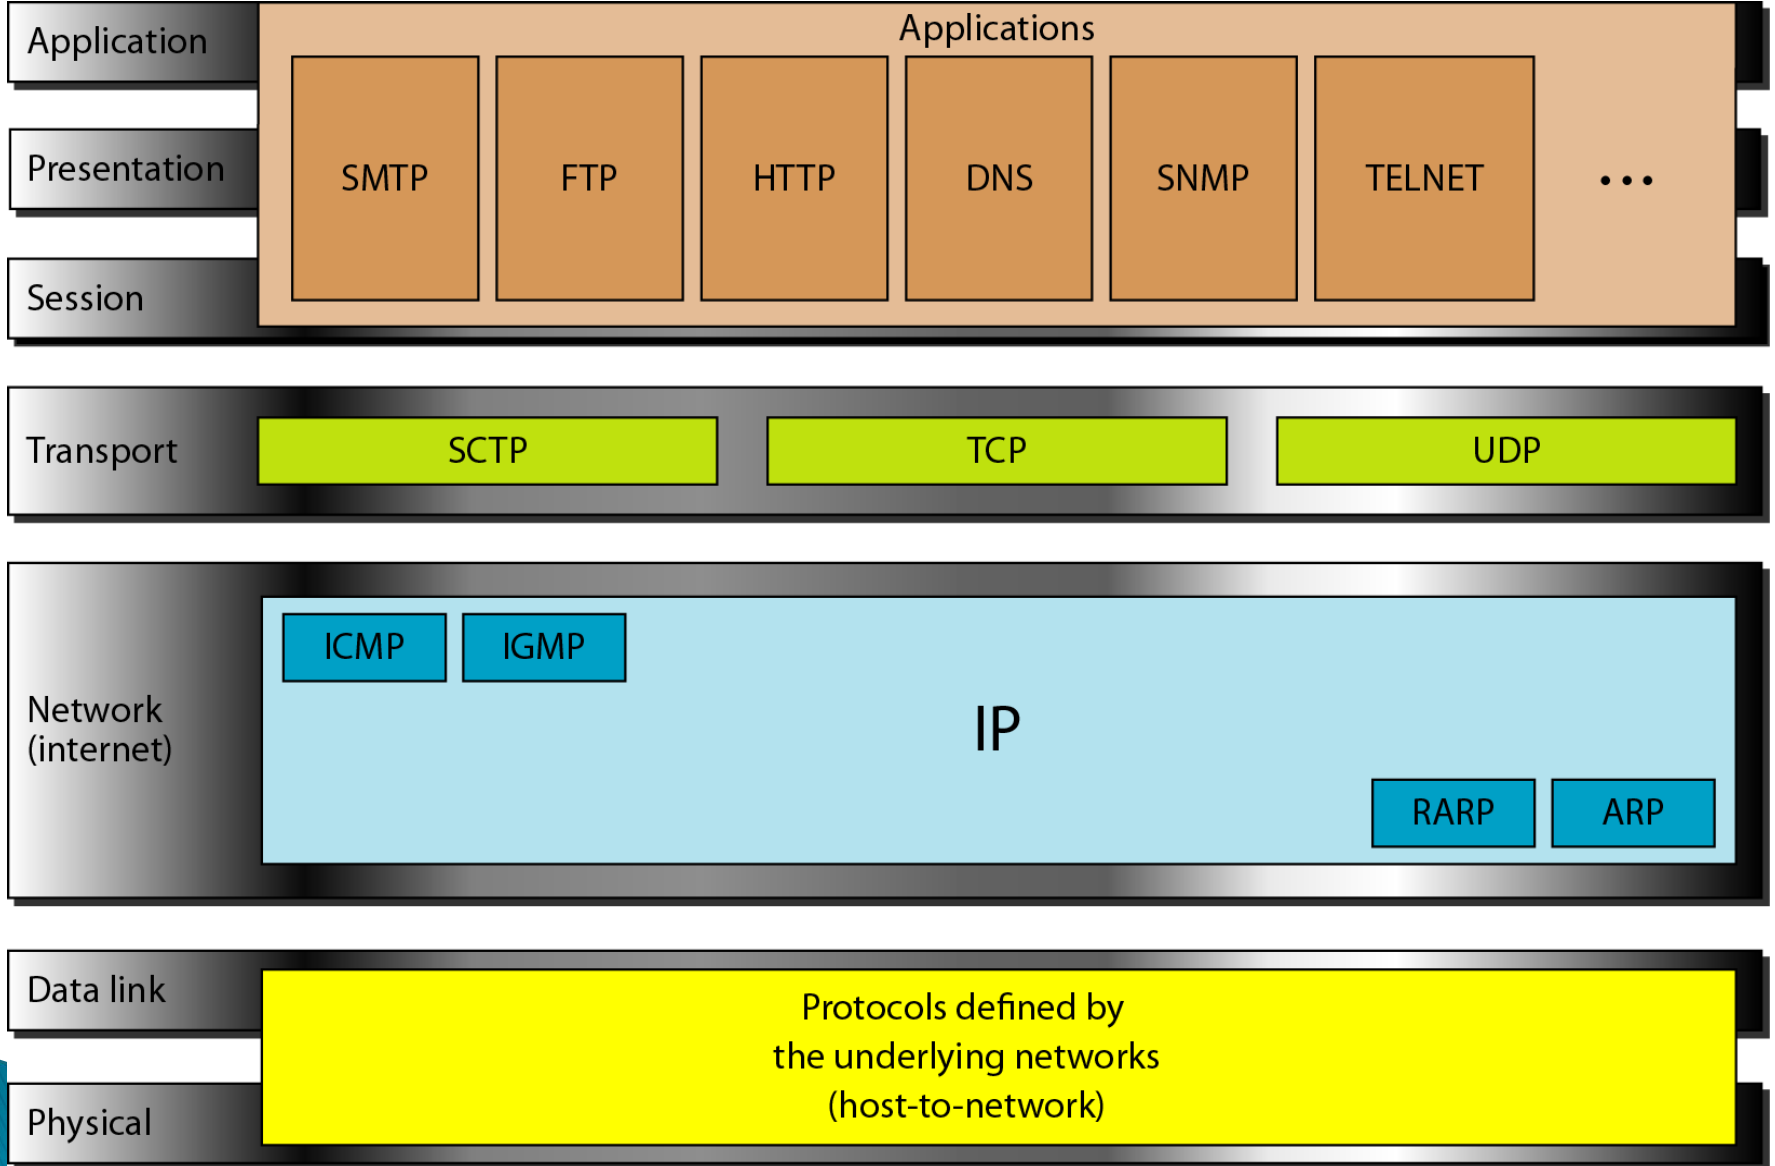 Application
Applications
Presentation
SMTP
FTP
HTTP
DNS
SNMP
TELNET
...
Session
Transport
SCTP
TCP
UDP
ICMP
IGMP
Network
(internet)
IP
RARP
ARP
Data link
Protocols defined by
the underlying networks
(host-to-network)
Physical